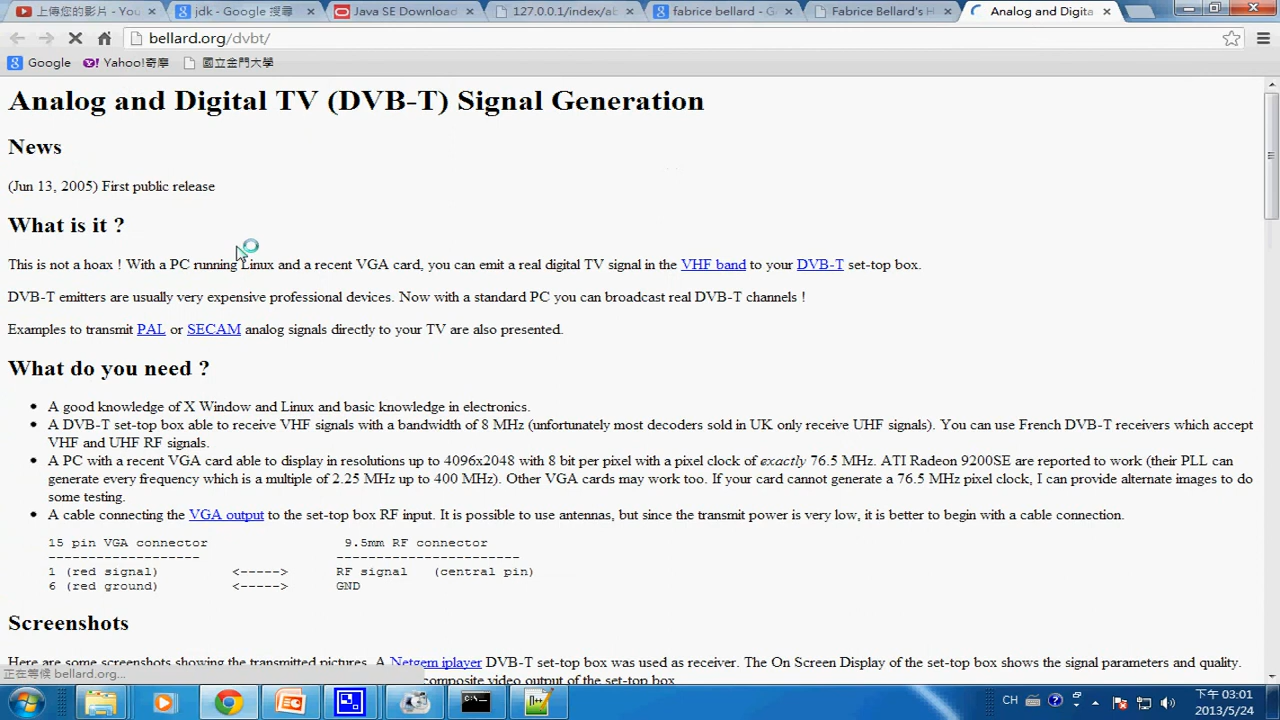 上傳您的影片 - You
jdk - Google 搜尋
Java SE Download
127.0.0.1/index/ab
fabrice bellard - Go
Fabrice Bellard's H
Analog and Digita
bellard.org/dvbt/
Google
Yahoo!奇摩
國立金門大學
Analog and Digital TV (DVB-T) Signal Generation
News
(Jun 13, 2005) First public release
What is it ?
This is not a hoax ! With a PC running Linux and a recent VGA card, you can emit a real digital TV signal in the VHF band to your DVB-T set-top box.
DVB-T emitters are usually very expensive professional devices. Now with a standard PC you can broadcast real DVB-T channels !
Examples to transmit PAL or SECAM analog signals directly to your TV are also presented.
What do you need ?
A good knowledge of X Window and Linux and basic knowledge in electronics.
A DVB-T set-top box able to receive VHF signals with a bandwidth of 8 MHz (unfortunately most decoders sold in UK only receive UHF signals). You can use French DVB-T receivers which accept
VHF and UHF RF signals.
A PC with a recent VGA card able to display in resolutions up to 4096x2048 with 8 bit per pixel with a pixel clock of exactly 76.5 MHz. ATI Radeon 9200SE are reported to work (their PLL can
generate every frequency which is a multiple of 2.25 MHz up to 400 MHz). Other VGA cards may work too. If your card cannot generate a 76.5 MHz pixel clock, I can provide alternate images to do
some testing.
A cable connecting the VGA output to the set-top box RF input. It is possible to use antennas, but since the transmit power is very low, it is better to begin with a cable connection.
15 pin VGA connector 9.5mm RF connector
------------------- -----------------------
1 (red signal) <-----> RF signal (central pin)
6 (red ground) <-----> GND
Screenshots
Here are some screenshots showing the transmitted pictures. A Netgem iplayer DVB-T set-top box was used as receiver. The On Screen Display of the set-top box shows the signal parameters and quality.
正在等候 bellard.org...
composite video output of the set-top box
CH
下午 03:01
2013/5/24